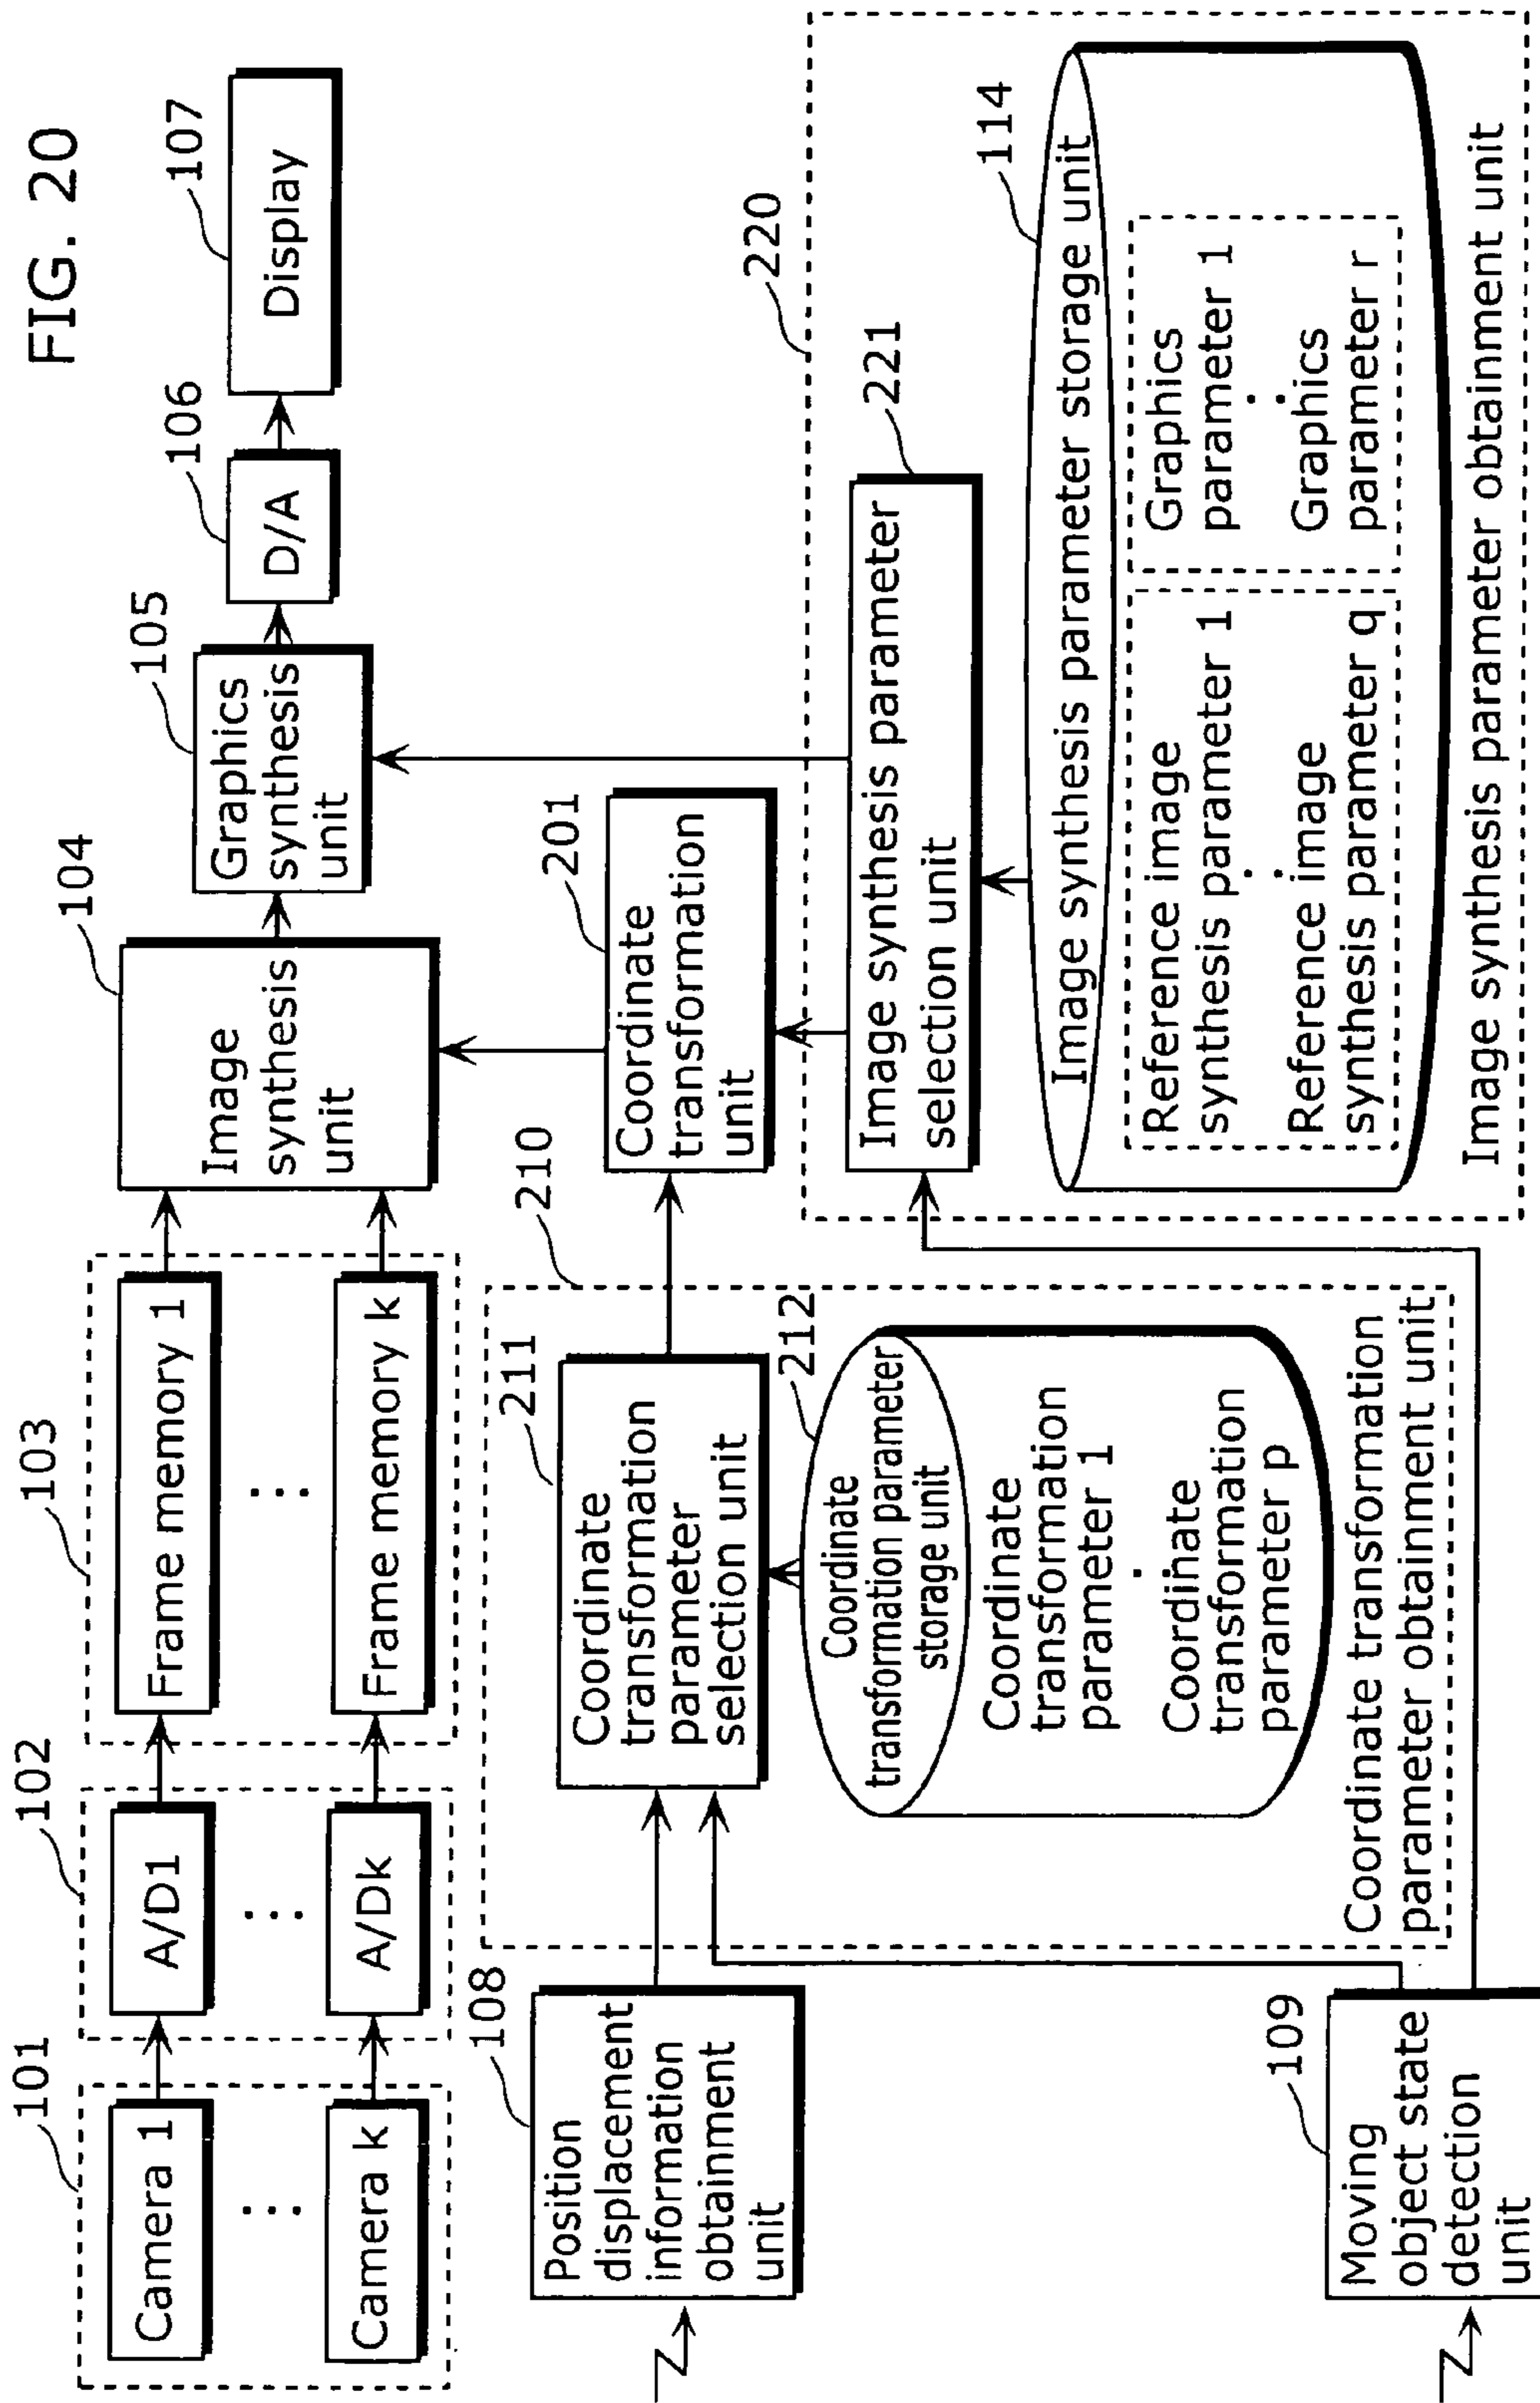 FIG. 20
101
Camera 1
...
Camera k
102
A/D1
...
A/Dk
103
Frame memory 1
...
Frame memory k
104
Image
synthesis
unit
105
Graphics
synthesis
unit
106
D/A
107
Display
108
Position
displacement
information
obtainment
unit
109
Moving
object state
detection
unit
210
211
Coordinate
transformation
parameter
selection unit
212
Coordinate
transformation parameter
storage unit
Coordinate
transformation
parameter 1
Coordinate
transformation
parameter p
Coordinate transformation
parameter obtainment unit
201
Coordinate
transformation
unit
220
221
Image synthesis parameter
selection unit
114
Image synthesis parameter storage unit
Reference image
synthesis parameter 1
Reference image
synthesis parameter q
Graphics
parameter 1
Graphics
parameter r
Image synthesis parameter obtainment unit